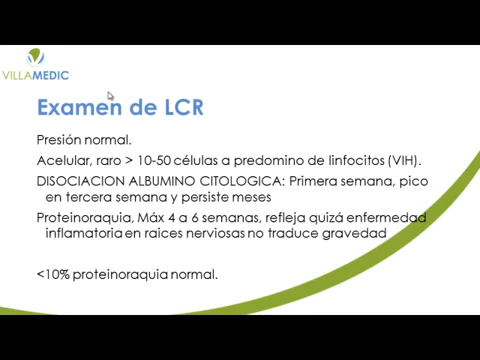 VILLAMEDIC
Examen de LCR
Presión normal.
Acelular, raro > 10-50 células a predomino de linfocitos (VIH).
DISOCIACION ALBUMINO CITOLOGICA: Primera semana, pico
en tercera semana y persiste meses
Proteinoraquia, Máx 4 a 6 semanas, refleja quizá enfermedad
inflamatoria en raices nerviosas no traduce gravedad
<10% proteinoraquia normal.